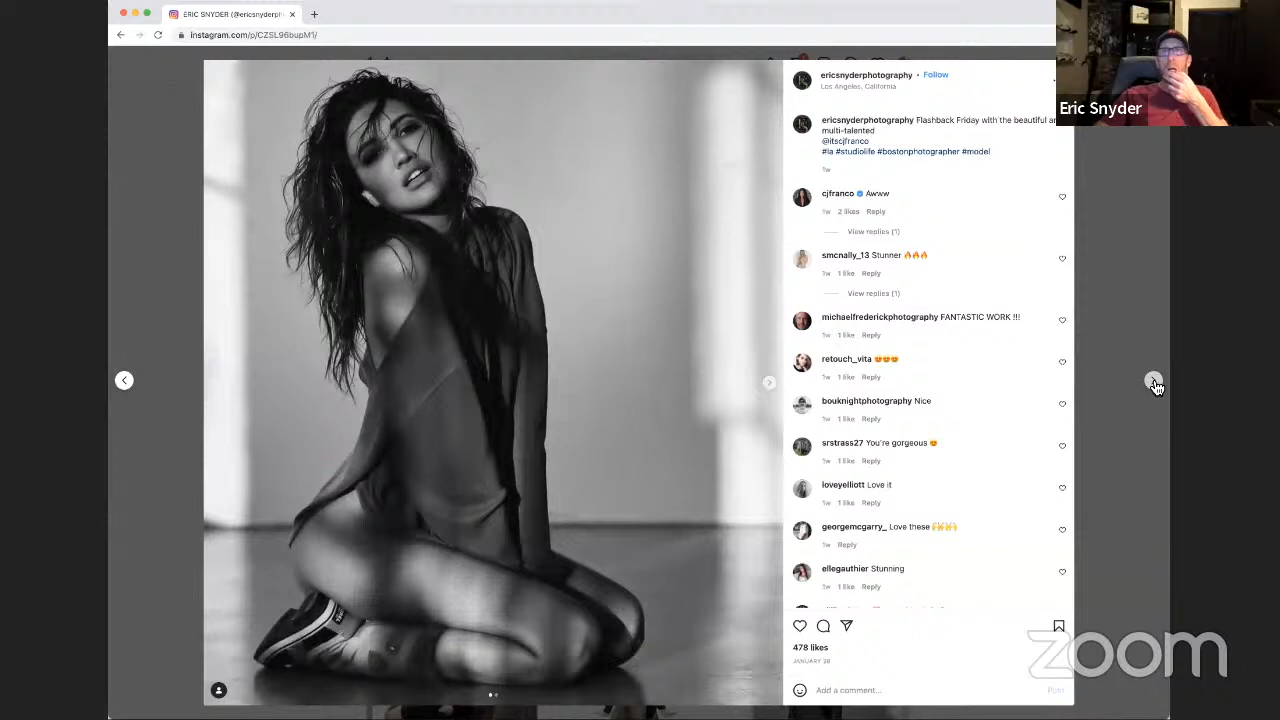 ERIC SNYDER (@ericsnyderph
instagram.com/p/CZSL96bupM1/
Eric Snyder
ericsnyderphotography • Follow
Los Angeles, California
ericsnyderphotography Flashback Friday with the beautiful
multi-talented
@itscjfranco
#la #studiolife #bostonphotographer #model
1w
cjfranco Awww
1w 2 likes Reply
View replies (1)
smcnally_13 Stunner 🔥🔥🔥
1w 1 like Reply
View replies (1)
michaelfrederickphotography FANTASTIC WORK !!!
1w 1 like Reply
retouch_vita 😍😍😍
1w 1 like Reply
bouknightphotography Nice
1w 1 like Reply
srstrass27 You're gorgeous 😍
1w 1 like Reply
loveyelliott Love it
1w 1 like Reply
georgemcgarry_ Love these 🙌🙌
1w Reply
ellegauthier Stunning
1w 1 like Reply
478 likes
JANUARY 28
Add a comment...
Post
zoom